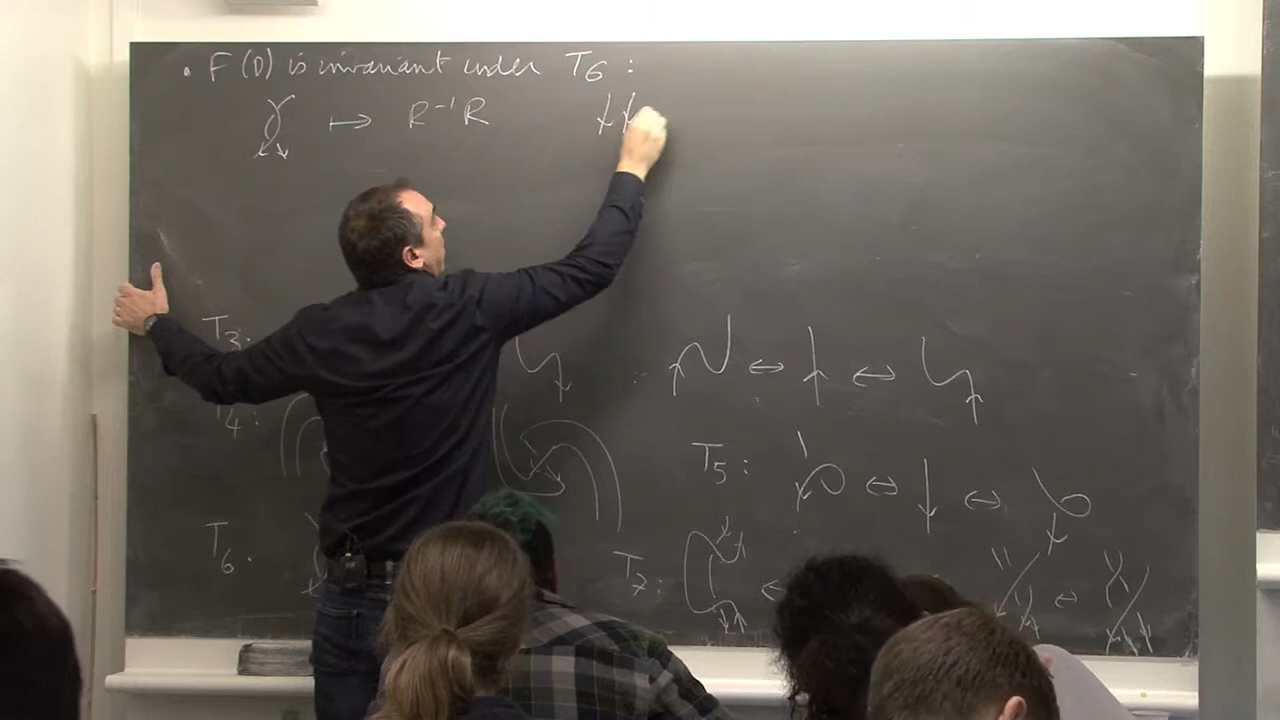 • F(D) is invariant under T₆ :
↦ R⁻¹R
T₃:
↔ ↔
T₄:
T₅: ↔ ↔
T₆.
T₇:
↔